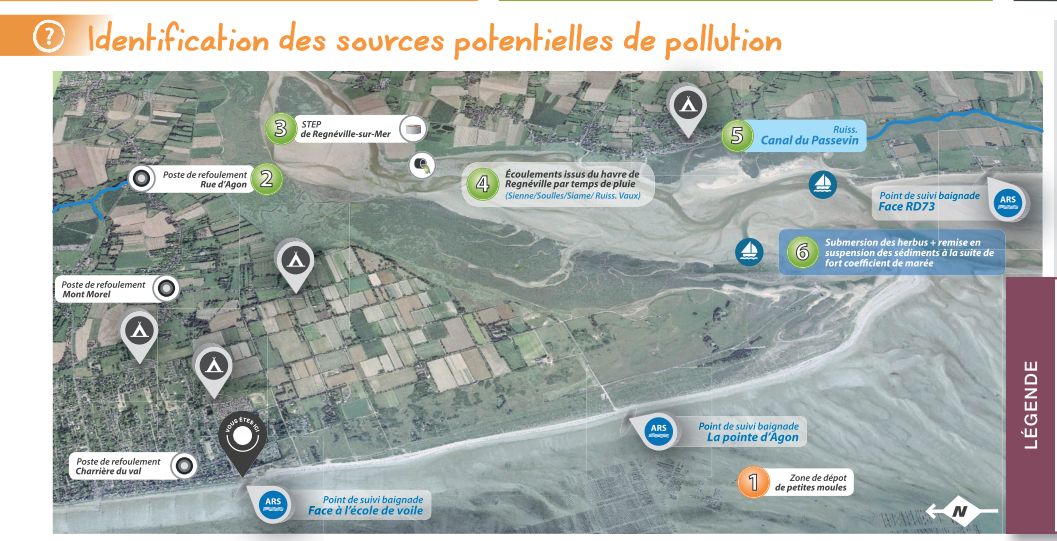 ?
Identification des sources potentielles de pollution
3
STEP
de Regnéville-sur-Mer
5
Ruiss.
Canal du Passevin
Poste de refoulement
Rue d'Agon
2
4
Écoulements issus du havre de
Regnéville par temps de pluie
(Sienne/Soulles/Siame/ Ruiss. Vaux)
Point de suivi baignade
Face RD73
ARS
6
Submersion des herbus + remise en
suspension des sédiments à la suite de
fort coefficient de marée
Poste de refoulement
Mont Morel
LÉGENDE
VOUS ÊTES ICI
ARS
Point de suivi baignade
La pointe d'Agon
Poste de refoulement
Charrière du val
1
Zone de dépot
de petites moules
ARS
Point de suivi baignade
Face à l'école de voile
N